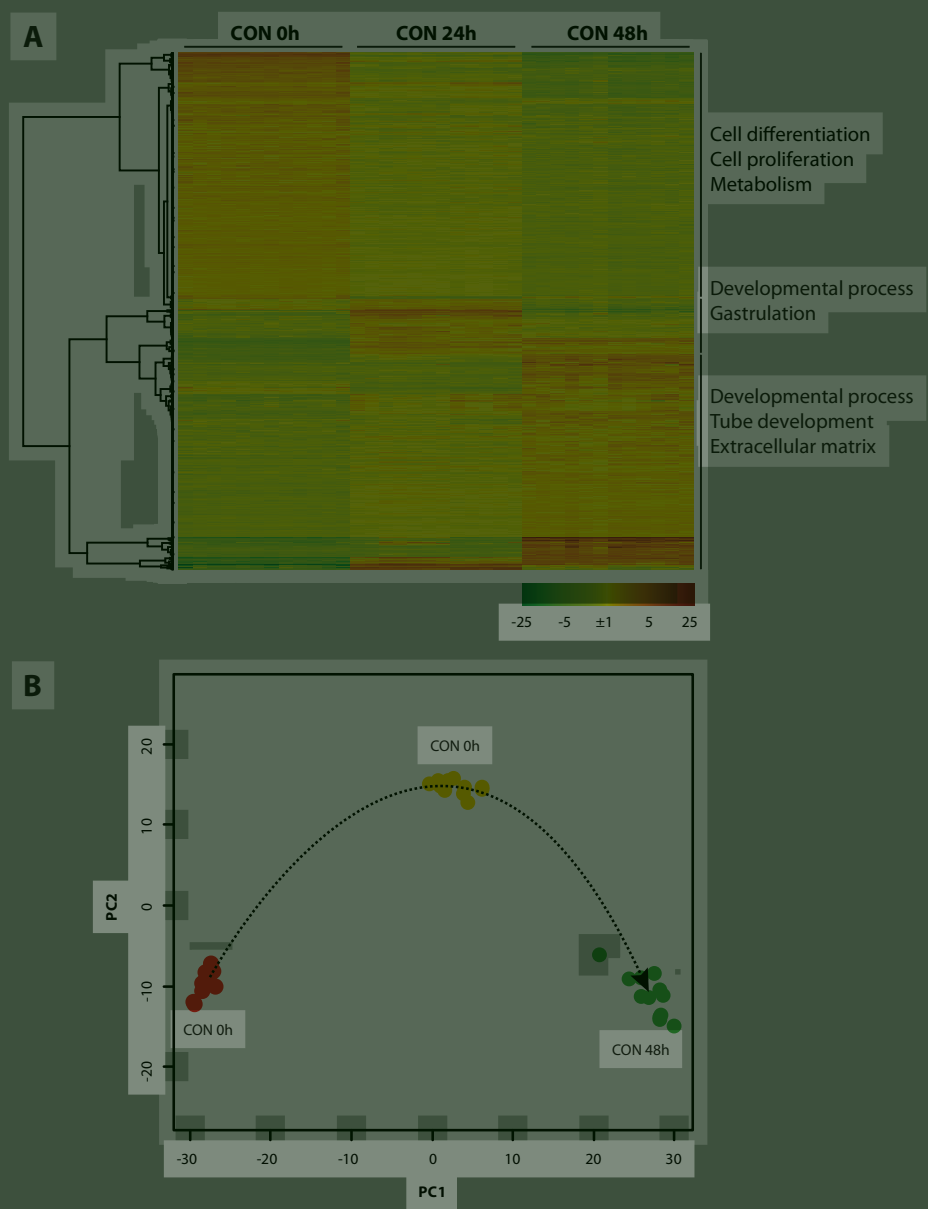 A
CON 0h CON 24h CON 48h
Cell differentiation
Cell proliferation
Metabolism
Developmental process
Gastrulation
Developmental process
Tube development
Extracellular matrix
-25 -5 ±1 5 25
B
CON 0h
20
10
0
-10
-20
PC2
CON 0h
CON 48h
-30 -20 -10 0 10 20 30
PC1